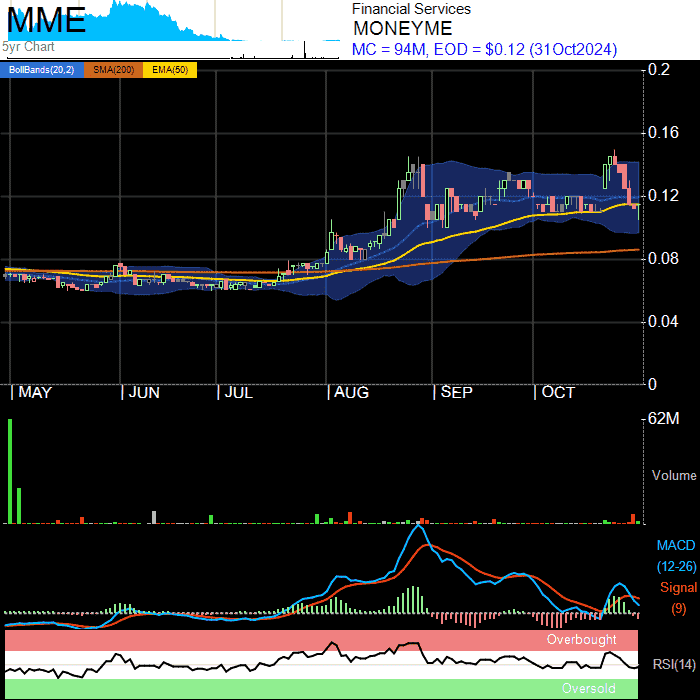 MME
5yr Chart
Financial Services
MONEYME
MC = 94M, EOD = $0.12 (31Oct2024)
BollBands(20,2) SMA(200) EMA(50)
0.2
0.16
0.12
0.08
0.04
0
MAY JUN JUL AUG SEP OCT
62M
Volume
MACD
(12-26)
Signal
(9)
Overbought
RSI(14)
Oversold